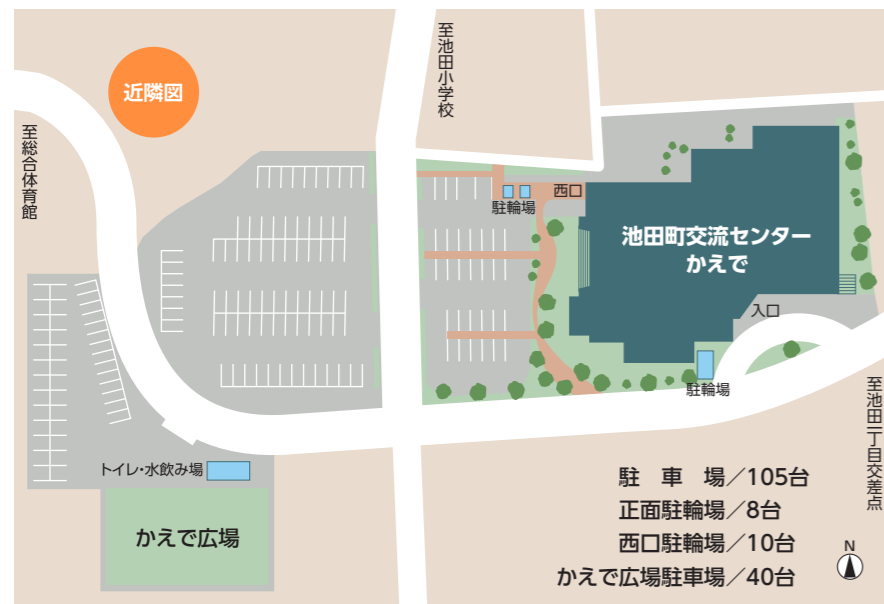 近隣図
至池田小学校
至総合体育館
西口
駐輪場
池田町交流センター
かえで
入口
駐輪場
至池田一丁目交差点
トイレ・水飲み場
かえで広場
駐　車　場／105台
正面駐輪場／8台
西口駐輪場／10台
かえで広場駐車場／40台
N